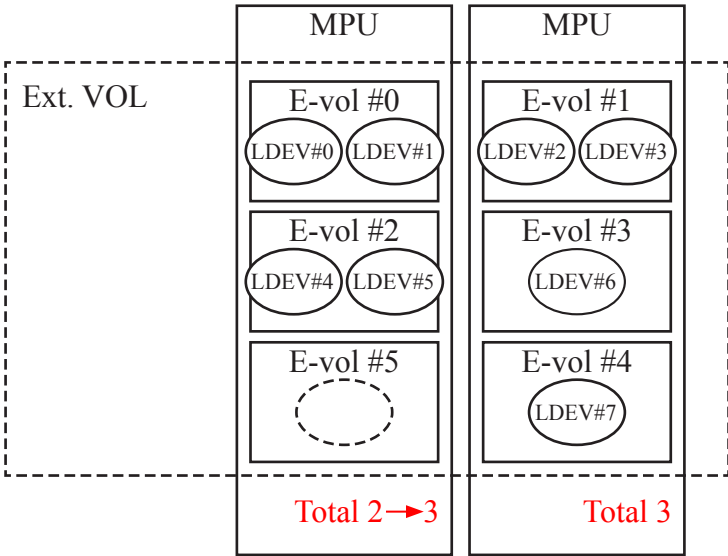 MPU
MPU
Ext. VOL
E-vol #0
E-vol #1
LDEV#0
LDEV#1
LDEV#2
LDEV#3
E-vol #2
E-vol #3
LDEV#4
LDEV#5
LDEV#6
E-vol #5
E-vol #4
LDEV#7
Total 2→3
Total 3